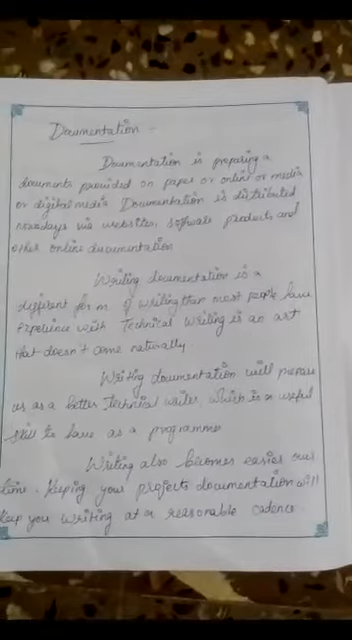 Documentation -
Documentation is preparing a
documents provided on paper or online or media
or digital media Documentation is distributed
nowadays via websites, software products and
other online documentation
Writing documentation is a
different form of writing than most people have
experience with Technical writing is an art
that doesn't come naturally.
Writing documentation will prepare
us as a better Technical writer, which is a useful
skill to have as a programmer
Writing also becomes easier over
time. Keeping your projects documentation will
keep you writing at a reasonable cadence.